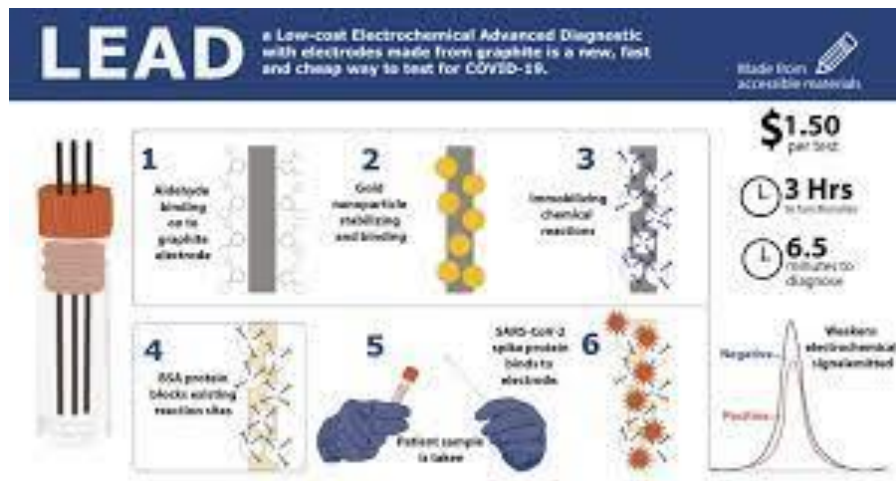 LEAD
a Low-cost Electrochemical Advanced Diagnostic
with electrodes made from graphite is a new, fast
and cheap way to test for COVID-19.
Made from
accessible materials
1
Aldehyde
binding
on to
graphite
electrode
2
Gold
nanoparticle
stabilizing
and binding
3
Immobilizing
chemical
reactions
$1.50
per test
3 Hrs
to functionalize
6.5
minutes to
diagnose
4
BSA protein
blocks existing
reaction sites
5
Patient sample
is taken
SARS-CoV-2
spike protein
binds to
electrode
6
Negative
Positive
Weakens
electrochemical
signal emitted